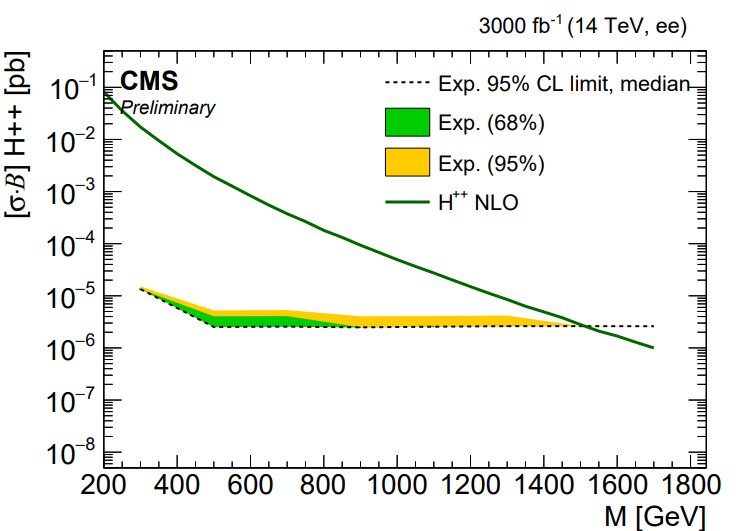 3000 fb⁻¹ (14 TeV, ee)
[σ·B] H++ [pb]
CMS
Preliminary
Exp. 95% CL limit, median
Exp. (68%)
Exp. (95%)
H⁺⁺ NLO
10⁻¹
10⁻²
10⁻³
10⁻⁴
10⁻⁵
10⁻⁶
10⁻⁷
10⁻⁸
200 400 600 800 1000 1200 1400 1600 1800
M [GeV]